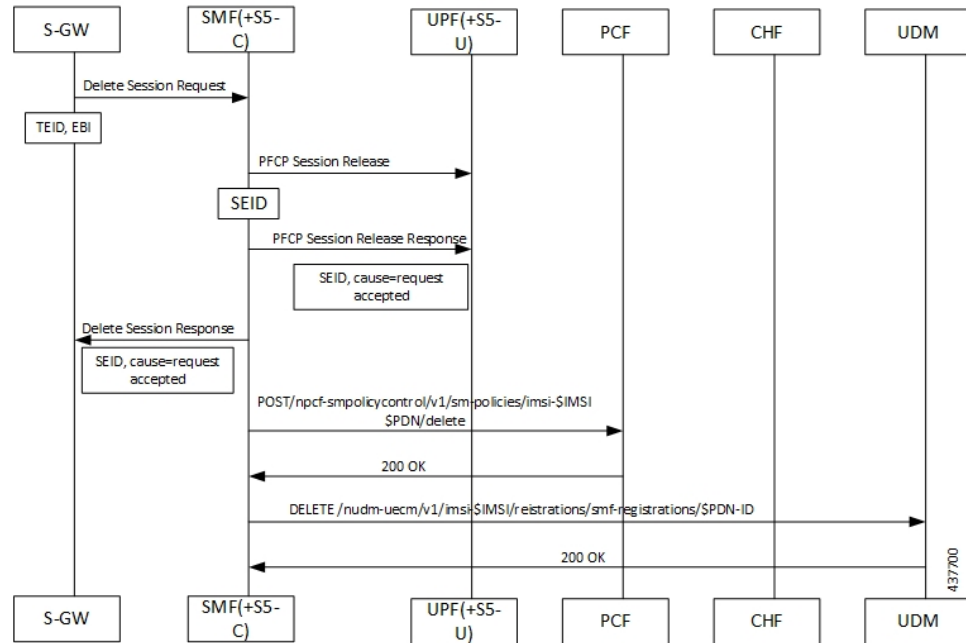 S-GW
SMF(+S5-
C)
UPF(+S5-
U)
PCF
CHF
UDM
Delete Session Request
TEID, EBI
PFCP Session Release
SEID
PFCP Session Release Response
SEID, cause=request
accepted
Delete Session Response
SEID, cause=request
accepted
POST/npcf-smpolicycontrol/v1/sm-policies/imsi-$IMSI
$PDN/delete
200 OK
DELETE /nudm-uecm/v1/imsi-$IMSI/reistrations/smf-registrations/$PDN-ID
200 OK
437700
S-GW
SMF(+S5-
C)
UPF(+S5-
U)
PCF
CHF
UDM